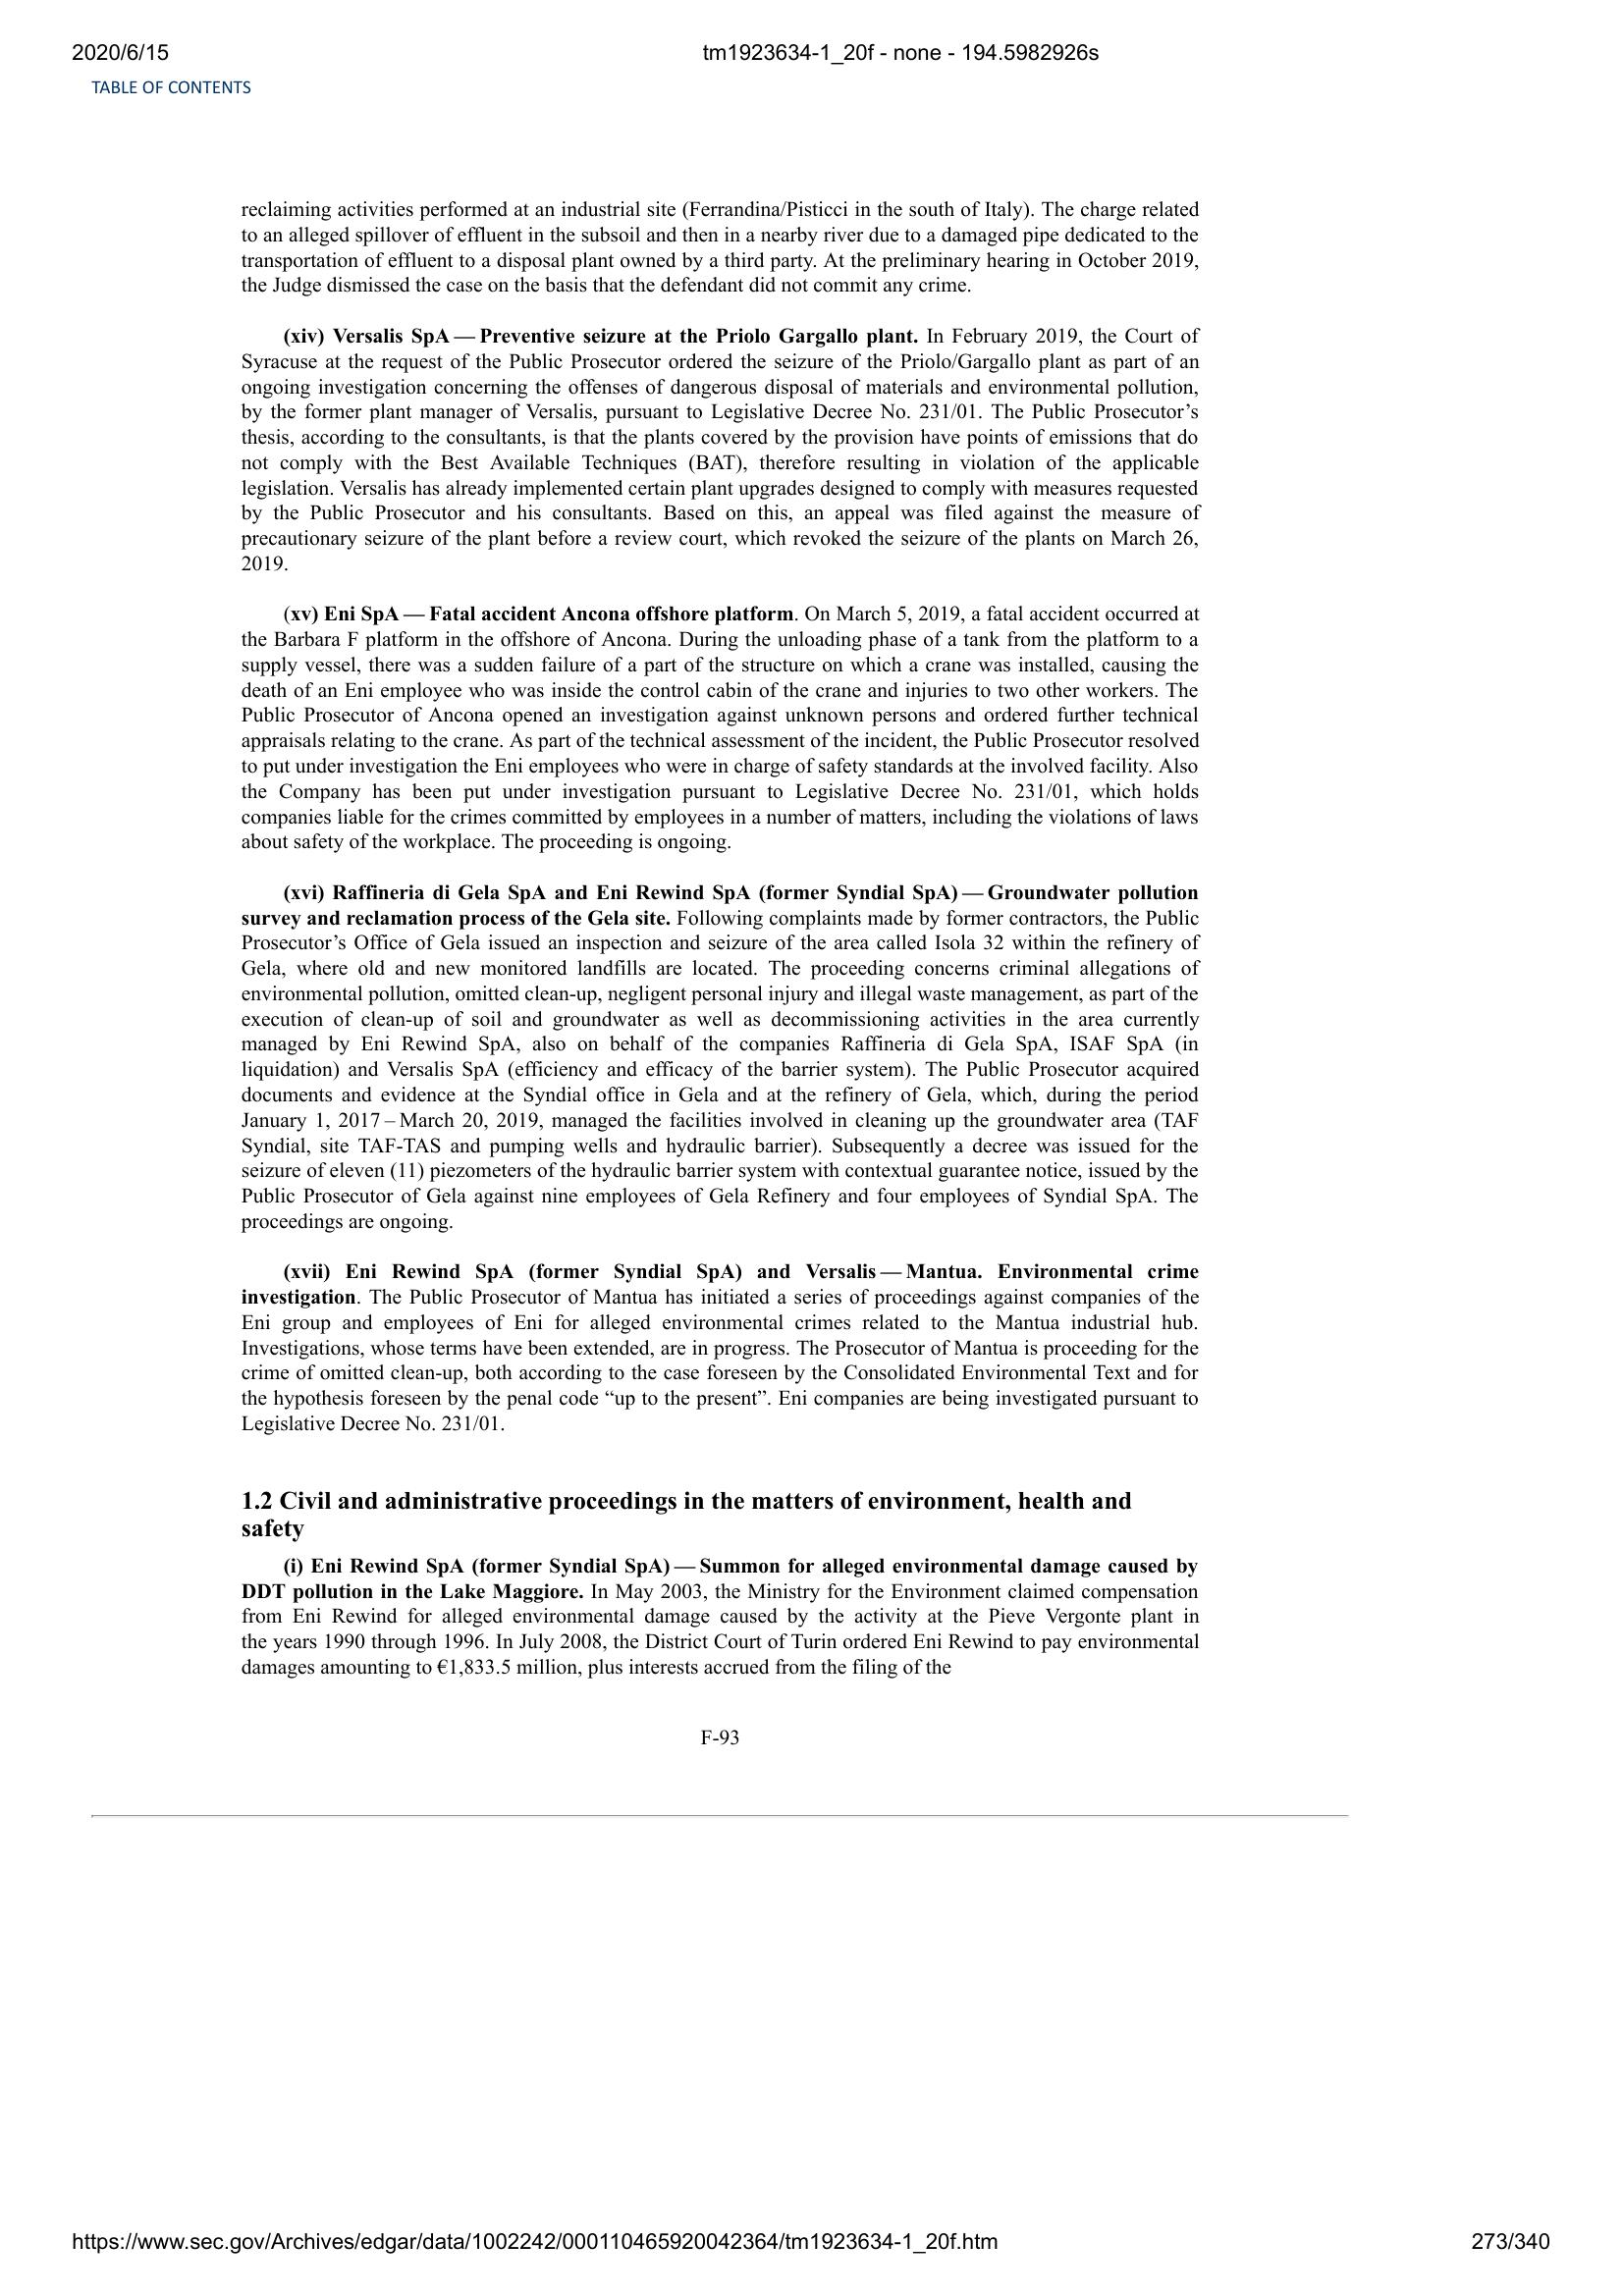 2020/6/15 tm1923634-1_20f - none - 194.5982926s
TABLE OF CONTENTS
reclaiming activities performed at an industrial site (Ferrandina/Pisticci in the south of Italy). The charge related
to an alleged spillover of effluent in the subsoil and then in a nearby river due to a damaged pipe dedicated to the
transportation of effluent to a disposal plant owned by a third party. At the preliminary hearing in October 2019,
the Judge dismissed the case on the basis that the defendant did not commit any crime.
(xiv) Versalis SpA — Preventive seizure at the Priolo Gargallo plant. In February 2019, the Court of
Syracuse at the request of the Public Prosecutor ordered the seizure of the Priolo/Gargallo plant as part of an
ongoing investigation concerning the offenses of dangerous disposal of materials and environmental pollution,
by the former plant manager of Versalis, pursuant to Legislative Decree No. 231/01. The Public Prosecutor’s
thesis, according to the consultants, is that the plants covered by the provision have points of emissions that do
not comply with the Best Available Techniques (BAT), therefore resulting in violation of the applicable
legislation. Versalis has already implemented certain plant upgrades designed to comply with measures requested
by the Public Prosecutor and his consultants. Based on this, an appeal was filed against the measure of
precautionary seizure of the plant before a review court, which revoked the seizure of the plants on March 26,
2019.
(xv) Eni SpA — Fatal accident Ancona offshore platform. On March 5, 2019, a fatal accident occurred at
the Barbara F platform in the offshore of Ancona. During the unloading phase of a tank from the platform to a
supply vessel, there was a sudden failure of a part of the structure on which a crane was installed, causing the
death of an Eni employee who was inside the control cabin of the crane and injuries to two other workers. The
Public Prosecutor of Ancona opened an investigation against unknown persons and ordered further technical
appraisals relating to the crane. As part of the technical assessment of the incident, the Public Prosecutor resolved
to put under investigation the Eni employees who were in charge of safety standards at the involved facility. Also
the Company has been put under investigation pursuant to Legislative Decree No. 231/01, which holds
companies liable for the crimes committed by employees in a number of matters, including the violations of laws
about safety of the workplace. The proceeding is ongoing.
(xvi) Raffineria di Gela SpA and Eni Rewind SpA (former Syndial SpA) — Groundwater pollution
survey and reclamation process of the Gela site. Following complaints made by former contractors, the Public
Prosecutor’s Office of Gela issued an inspection and seizure of the area called Isola 32 within the refinery of
Gela, where old and new monitored landfills are located. The proceeding concerns criminal allegations of
environmental pollution, omitted clean-up, negligent personal injury and illegal waste management, as part of the
execution of clean-up of soil and groundwater as well as decommissioning activities in the area currently
managed by Eni Rewind SpA, also on behalf of the companies Raffineria di Gela SpA, ISAF SpA (in
liquidation) and Versalis SpA (efficiency and efficacy of the barrier system). The Public Prosecutor acquired
documents and evidence at the Syndial office in Gela and at the refinery of Gela, which, during the period
January 1, 2017 – March 20, 2019, managed the facilities involved in cleaning up the groundwater area (TAF
Syndial, site TAF-TAS and pumping wells and hydraulic barrier). Subsequently a decree was issued for the
seizure of eleven (11) piezometers of the hydraulic barrier system with contextual guarantee notice, issued by the
Public Prosecutor of Gela against nine employees of Gela Refinery and four employees of Syndial SpA. The
proceedings are ongoing.
(xvii) Eni Rewind SpA (former Syndial SpA) and Versalis — Mantua. Environmental crime
investigation. The Public Prosecutor of Mantua has initiated a series of proceedings against companies of the
Eni group and employees of Eni for alleged environmental crimes related to the Mantua industrial hub.
Investigations, whose terms have been extended, are in progress. The Prosecutor of Mantua is proceeding for the
crime of omitted clean-up, both according to the case foreseen by the Consolidated Environmental Text and for
the hypothesis foreseen by the penal code “up to the present”. Eni companies are being investigated pursuant to
Legislative Decree No. 231/01.
1.2 Civil and administrative proceedings in the matters of environment, health and
safety
(i) Eni Rewind SpA (former Syndial SpA) — Summon for alleged environmental damage caused by
DDT pollution in the Lake Maggiore. In May 2003, the Ministry for the Environment claimed compensation
from Eni Rewind for alleged environmental damage caused by the activity at the Pieve Vergonte plant in
the years 1990 through 1996. In July 2008, the District Court of Turin ordered Eni Rewind to pay environmental
damages amounting to €1,833.5 million, plus interests accrued from the filing of the
F-93
https://www.sec.gov/Archives/edgar/data/1002242/000110465920042364/tm1923634-1_20f.htm 273/340